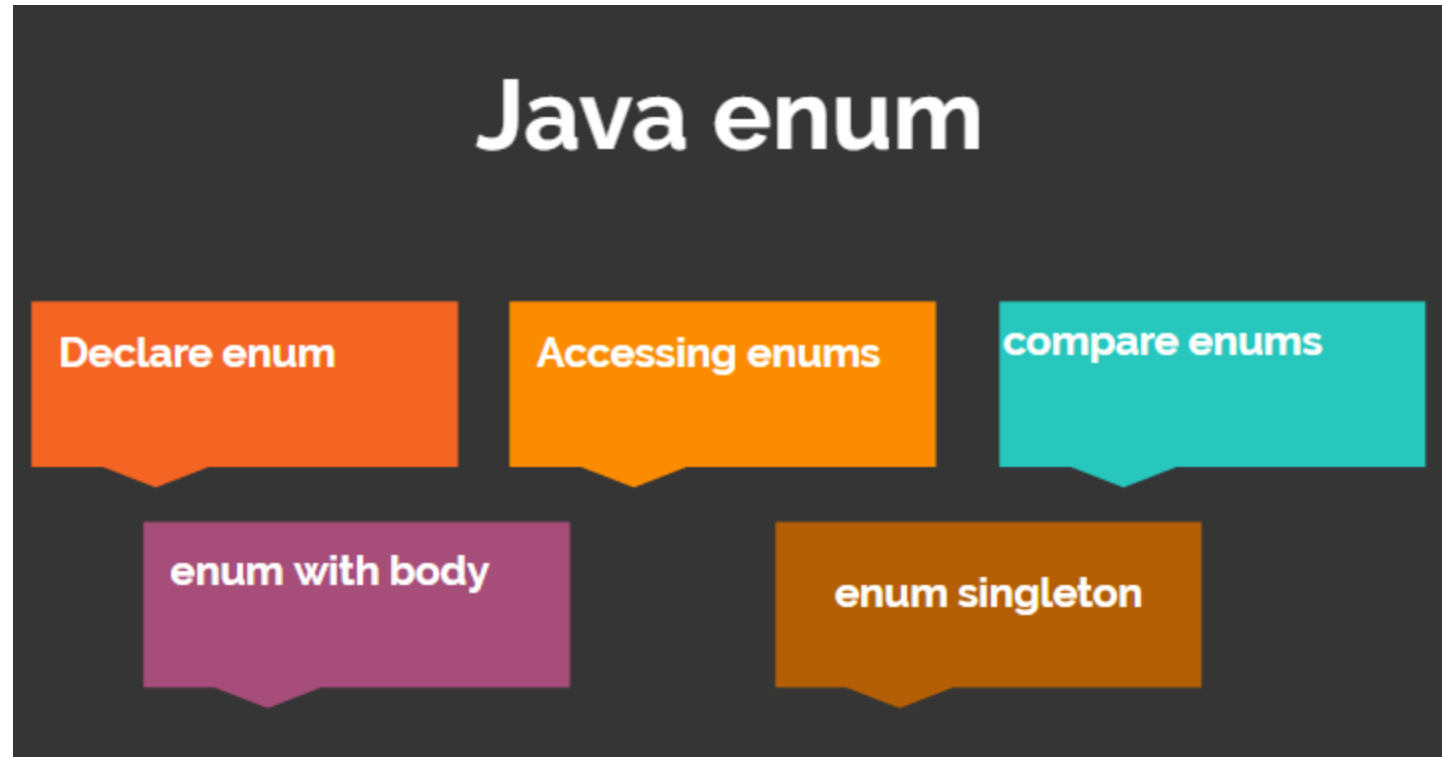 Java enum
Declare enum
Accessing enums
compare enums
enum with body
enum singleton